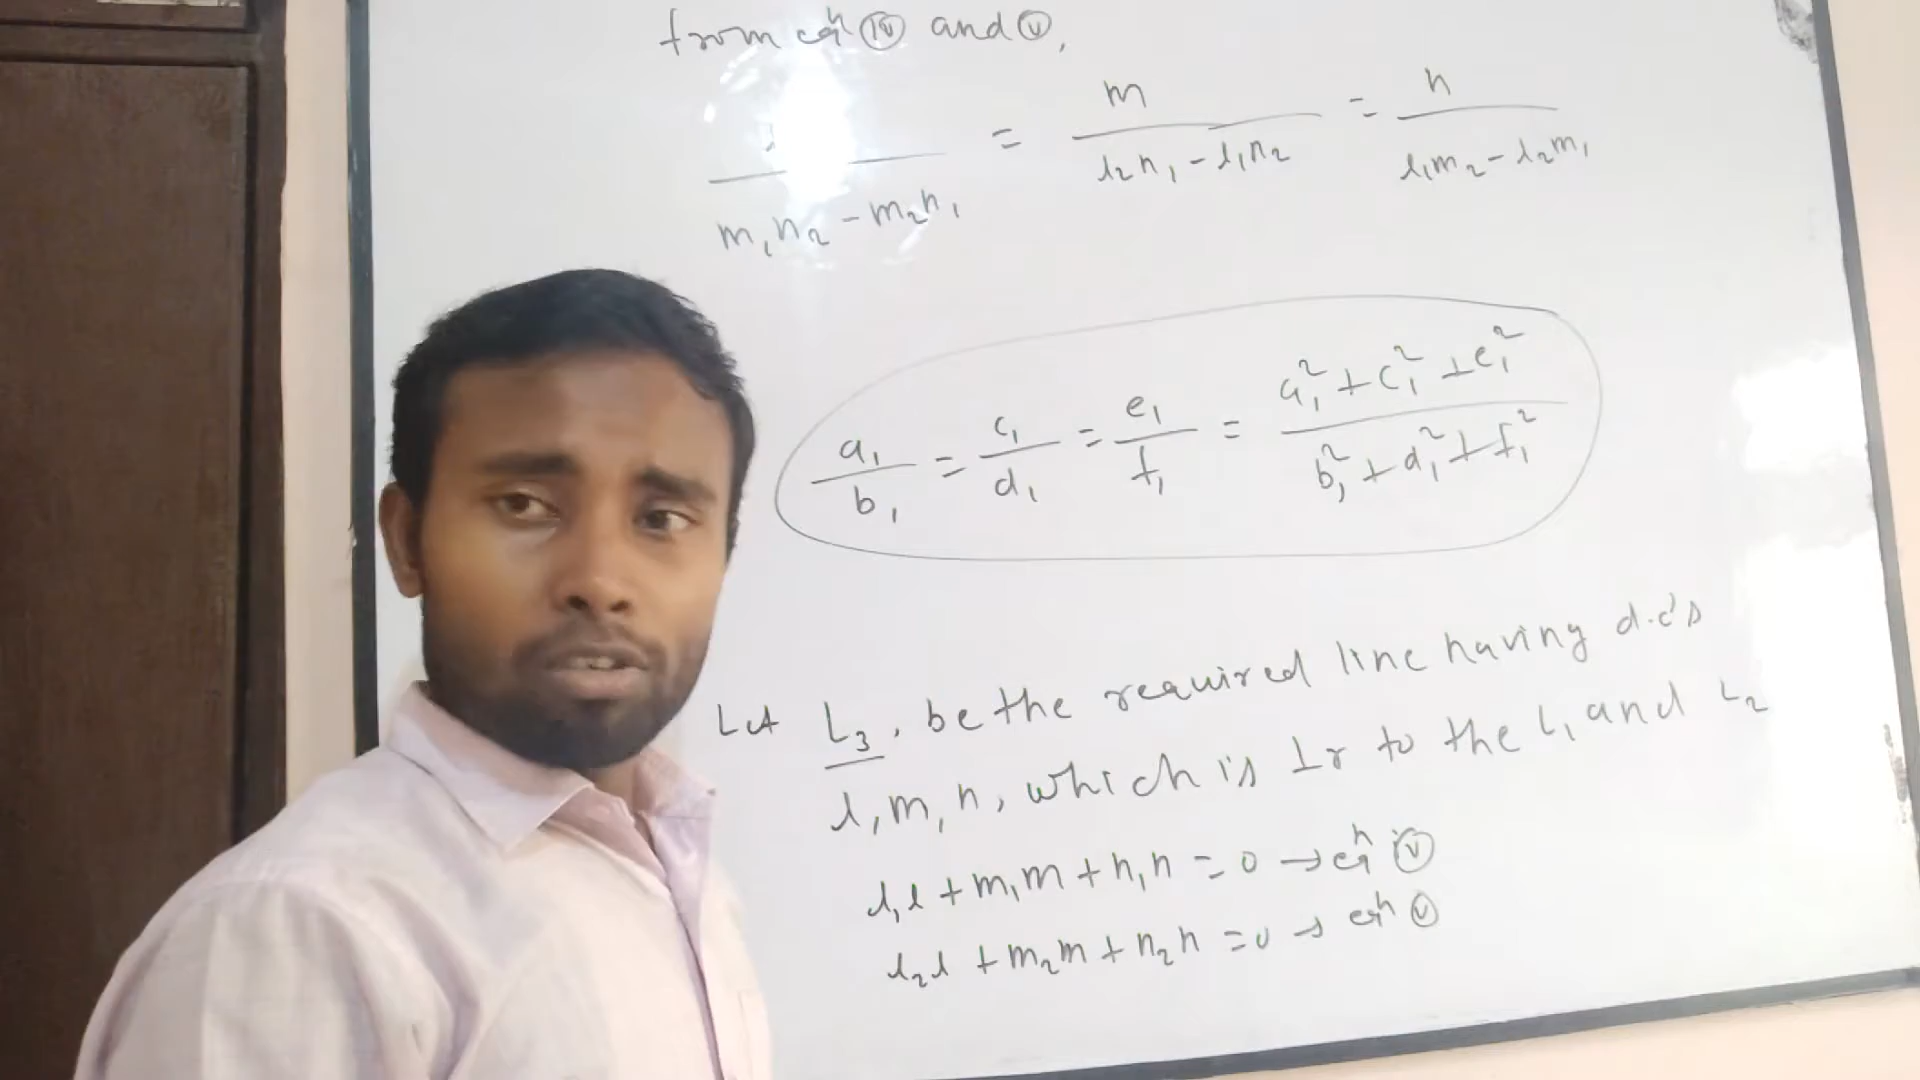 from eqⁿ (IV) and (V),
/ m₁n₂ - m₂n₁ = m / l₂n₁ - l₁n₂ = n / l₁m₂ - l₂m₁
a₁/b₁ = c₁/d₁ = e₁/f₁ = a₁² + c₁² + e₁² / b₁² + d₁² + f₁²
Let L₃, be the required line having d.c's
l, m, n, which is ⊥r to the L₁ and L₂
l₁l + m₁m + n₁n = 0 → eqⁿ (IV)
l₂l + m₂m + n₂n = 0 → eqⁿ (V)